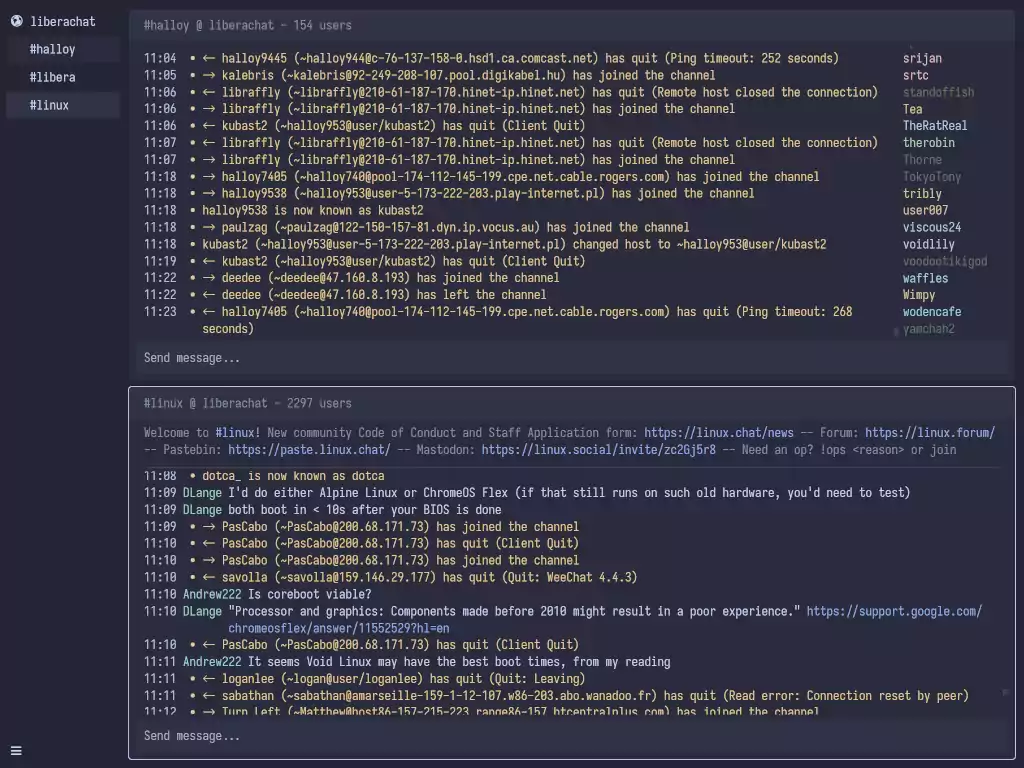 liberachat
#halloy
#libera
#linux
#halloy @ liberachat - 154 users
11:04 • ← halloy9445 (~halloy944@c-76-137-158-0.hsd1.ca.comcast.net) has quit (Ping timeout: 252 seconds)
11:05 • → kalebris (~kalebris@92-249-208-107.pool.digikabel.hu) has joined the channel
11:06 • ← libraffly (~libraffly@210-61-187-170.hinet-ip.hinet.net) has quit (Remote host closed the connection)
11:06 • → libraffly (~libraffly@210-61-187-170.hinet-ip.hinet.net) has joined the channel
11:06 • ← kubast2 (~halloy953@user/kubast2) has quit (Client Quit)
11:07 • ← libraffly (~libraffly@210-61-187-170.hinet-ip.hinet.net) has quit (Remote host closed the connection)
11:07 • → libraffly (~libraffly@210-61-187-170.hinet-ip.hinet.net) has joined the channel
11:18 • → halloy7405 (~halloy740@pool-174-112-145-199.cpe.net.cable.rogers.com) has joined the channel
11:18 • → halloy9538 (~halloy953@user-5-173-222-203.play-internet.pl) has joined the channel
11:18 • halloy9538 is now known as kubast2
11:18 • → paulzag (~paulzag@122-150-157-81.dyn.ip.vocus.au) has joined the channel
11:18 • kubast2 (~halloy953@user-5-173-222-203.play-internet.pl) changed host to ~halloy953@user/kubast2
11:19 • ← kubast2 (~halloy953@user/kubast2) has quit (Client Quit)
11:22 • → deedee (~deedee@47.160.8.193) has joined the channel
11:22 • ← deedee (~deedee@47.160.8.193) has left the channel
11:23 • ← halloy7405 (~halloy740@pool-174-112-145-199.cpe.net.cable.rogers.com) has quit (Ping timeout: 268
seconds)
srijan
srtc
standoffish
Tea
TheRatReal
therobin
Thorne
TokyoTony
tribly
user007
viscous24
voidlily
voodootikigod
waffles
Wimpy
wodencafe
yamchah2
Send message...
#linux @ liberachat - 2297 users
Welcome to #linux! New community Code of Conduct and Staff Application form: https://linux.chat/news -- Forum: https://linux.forum/
-- Pastebin: https://paste.linux.chat/ -- Mastodon: https://linux.social/invite/zc2Gj5r8 -- Need an op? !ops <reason> or join
11:08 • dotca_ is now known as dotca
11:09 DLange I'd do either Alpine Linux or ChromeOS Flex (if that still runs on such old hardware, you'd need to test)
11:09 DLange both boot in < 10s after your BIOS is done
11:09 • → PasCabo (~PasCabo@200.68.171.73) has joined the channel
11:10 • ← PasCabo (~PasCabo@200.68.171.73) has quit (Client Quit)
11:10 • → PasCabo (~PasCabo@200.68.171.73) has joined the channel
11:10 • ← savolla (~savolla@159.146.29.177) has quit (Quit: WeeChat 4.4.3)
11:10 Andrew222 Is coreboot viable?
11:10 DLange "Processor and graphics: Components made before 2010 might result in a poor experience." https://support.google.com/
chromeosflex/answer/11552529?hl=en
11:10 • ← PasCabo (~PasCabo@200.68.171.73) has quit (Client Quit)
11:11 Andrew222 It seems Void Linux may have the best boot times, from my reading
11:11 • ← loganlee (~logan@user/loganlee) has quit (Quit: Leaving)
11:11 • ← sabathan (~sabathan@amarseille-159-1-12-107.w86-203.abo.wanadoo.fr) has quit (Read error: Connection reset by peer)
11:12 • → Turn_Left (~Matthew@host86-157-215-223.range86-157.btcentralplus.com) has joined the channel
Send message...